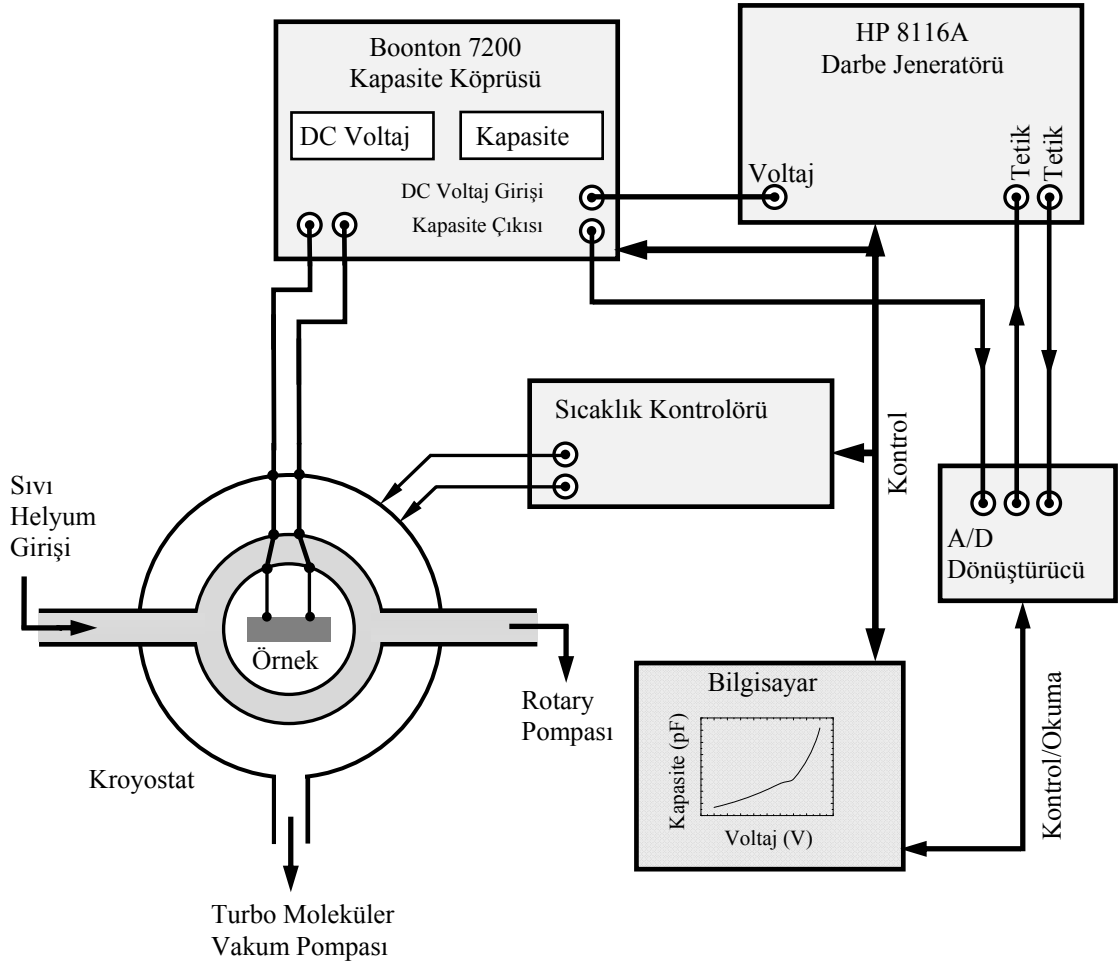 Boonton 7200
Kapasite Köprüsü
DC Voltaj
Kapasite
DC Voltaj Girişi
Kapasite Çıkısı
HP 8116A
Darbe Jeneratörü
Voltaj
Tetik
Tetik
Sıcaklık Kontrolörü
Kontrol
A/D
Dönüştürücü
Sıvı
Helyum
Girişi
Örnek
Rotary
Pompası
Kroyostat
Turbo Moleküler
Vakum Pompası
Bilgisayar
Kapasite (pF)
Voltaj (V)
Kontrol/Okuma